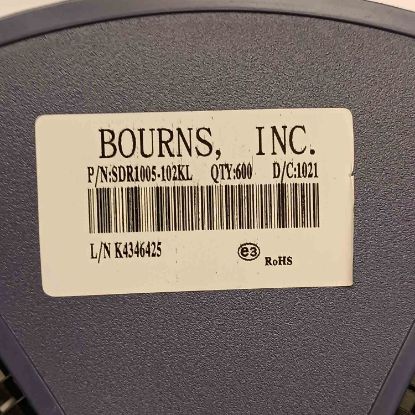 BOURNS, INC.
P/N:SDR1005-102KL QTY:600 D/C:1021
L/N K4346425 e3 RoHS